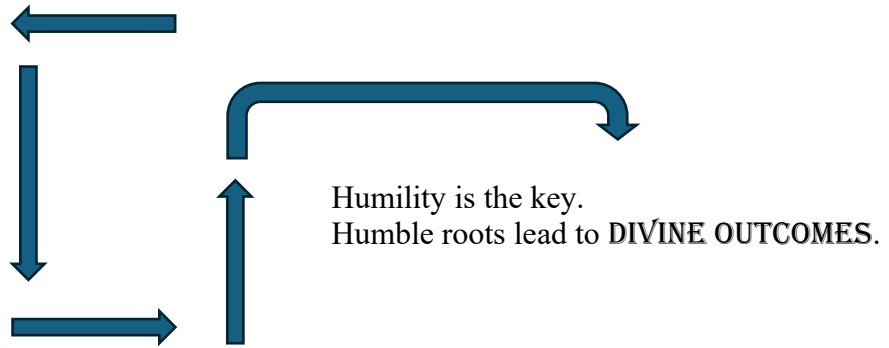 Humility is the key.
Humble roots lead to DIVINE OUTCOMES.